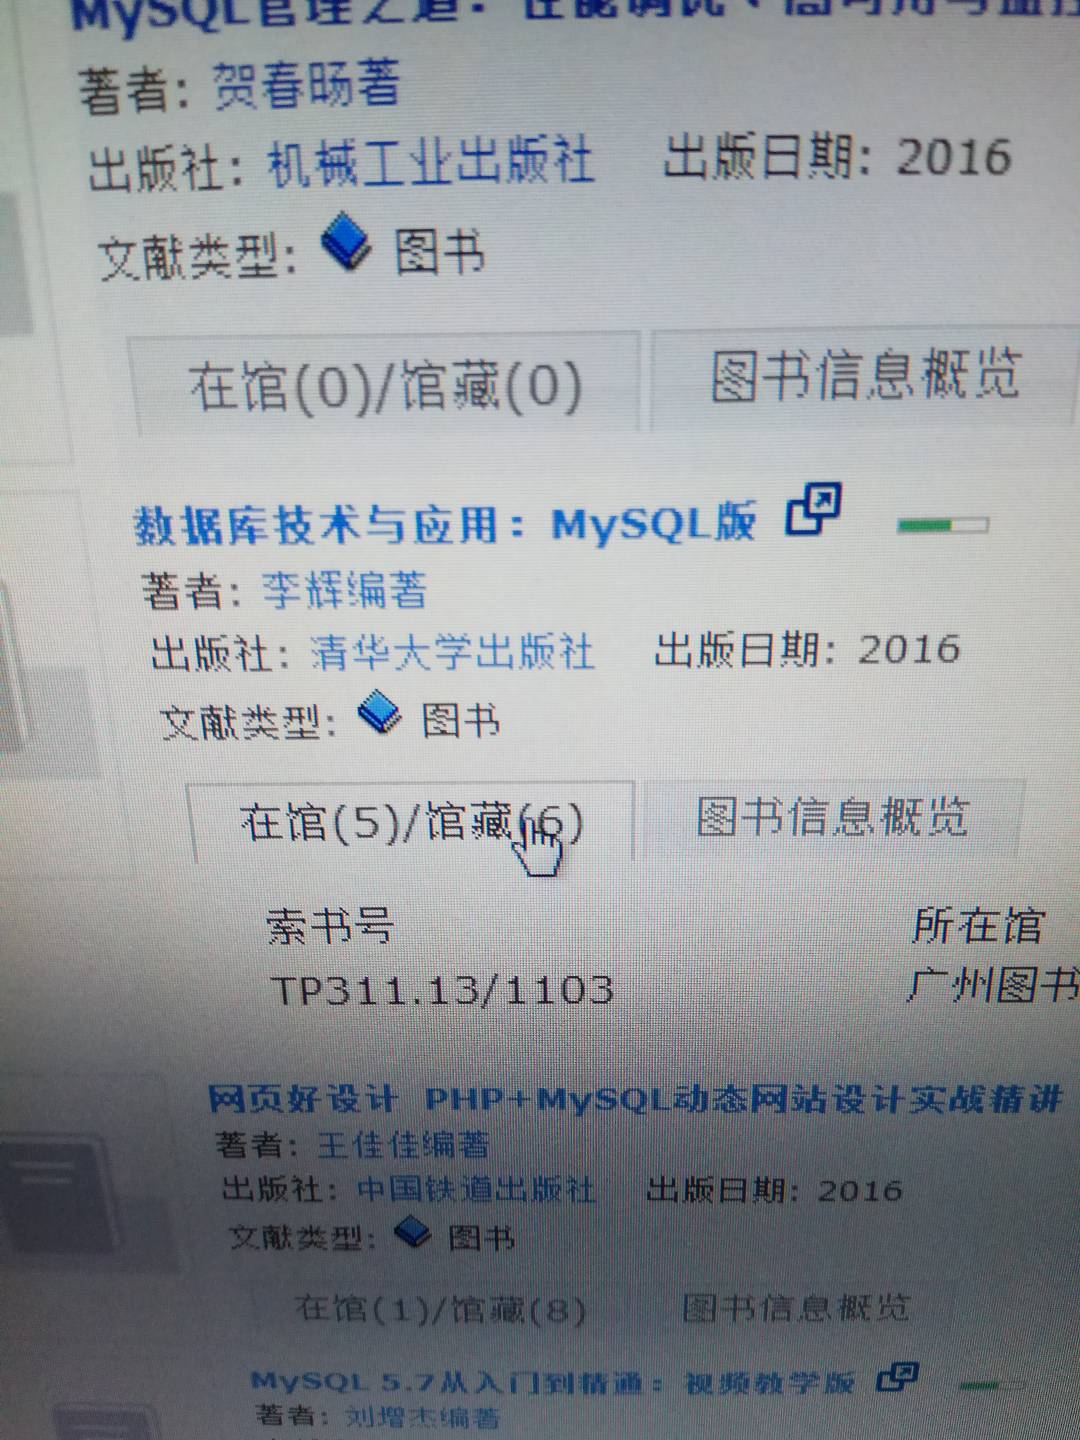 MySQL管理之道：性能调优、高可用与监控
著者：贺春旸著
出版社：机械工业出版社 出版日期：2016
文献类型： 图书
在馆(0)/馆藏(0) 图书信息概览
数据库技术与应用：MySQL版
著者：李辉编著
出版社：清华大学出版社 出版日期：2016
文献类型： 图书
在馆(5)/馆藏(6) 图书信息概览
索书号 所在馆
TP311.13/1103 广州图书
网页好设计 PHP+MySQL动态网站设计实战精讲
著者：王佳佳编著
出版社：中国铁道出版社 出版日期：2016
文献类型： 图书
在馆(1)/馆藏(8) 图书信息概览
MySQL 5.7从入门到精通：视频教学版
著者：刘增杰编著